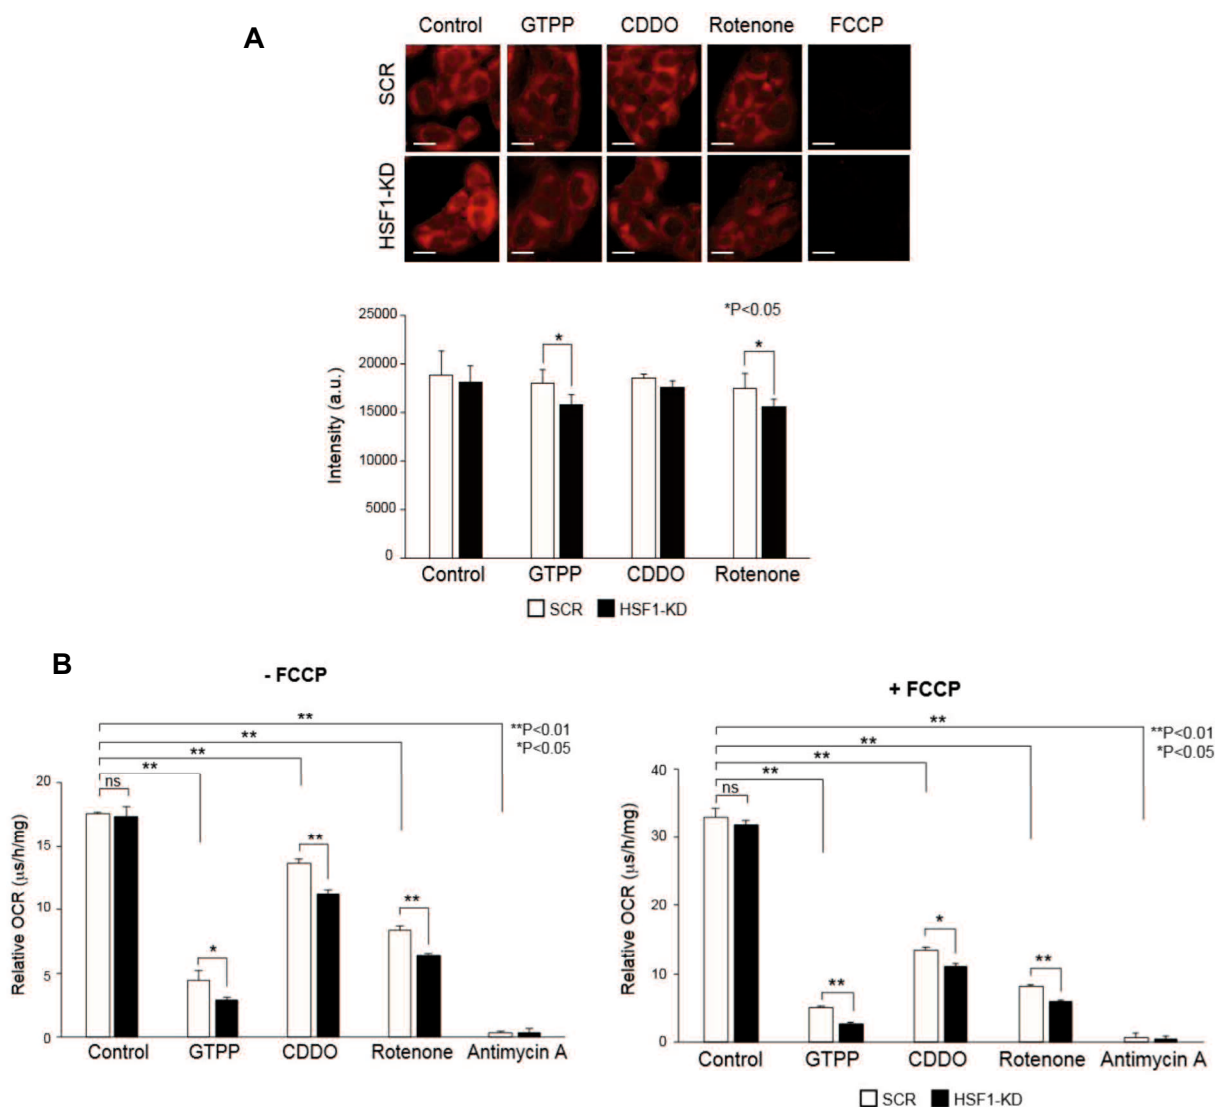 A
Control GTPP CDDO Rotenone FCCP
SCR
HSF1-KD
*P<0.05
Intensity (a.u.)
25000
20000
15000
10000
5000
0
* *
Control GTPP CDDO Rotenone
SCR HSF1-KD
B
- FCCP
**P<0.01
*P<0.05
**
**
**
**
ns
* ** **
Relative OCR (µs/h/mg)
20
15
10
5
0
Control GTPP CDDO Rotenone Antimycin A
+ FCCP
**P<0.01
*P<0.05
**
**
**
**
ns
** * **
Relative OCR (µs/h/mg)
40
30
20
10
0
Control GTPP CDDO Rotenone Antimycin A
SCR HSF1-KD